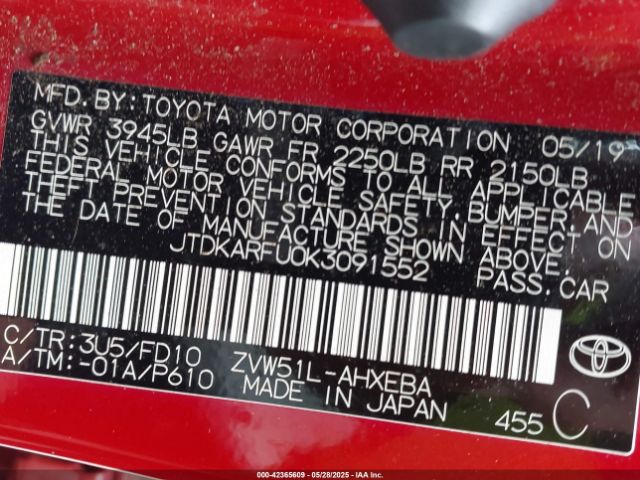 MFD. BY: TOYOTA MOTOR CORPORATION 05/19
GVWR 3945LB GAWR FR 2250LB RR 2150LB
THIS VEHICLE CONFORMS TO ALL APPLICABLE
FEDERAL MOTOR VEHICLE SAFETY, BUMPER AND
THEFT PREVENTION STANDARDS IN EFFECT ON
THE DATE OF MANUFACTURE SHOWN ABOVE.
JTDKARFU0K3091552 PASS.CAR
C/TR: 3U5/FD10 ZVW51L-AHXEBA
A/TM: -01A/P610 MADE IN JAPAN 455 C
TOYOTA
000-42365609 | 05/28/2025 - IAA Inc.